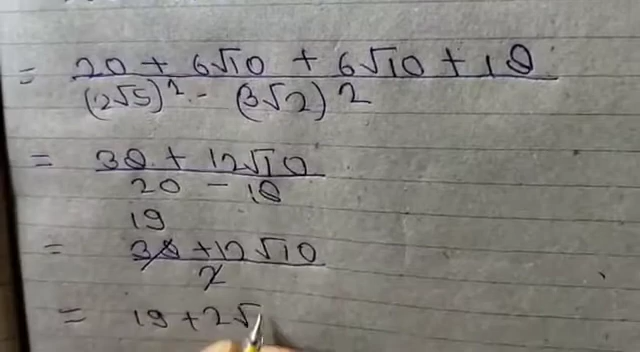 = 20 + 6√10 + 6√10 + 18
(2√5)² - (3√2)²
= 38 + 12√10
20 - 18
19
= 38 + 12√10
2
= 19 + 2√